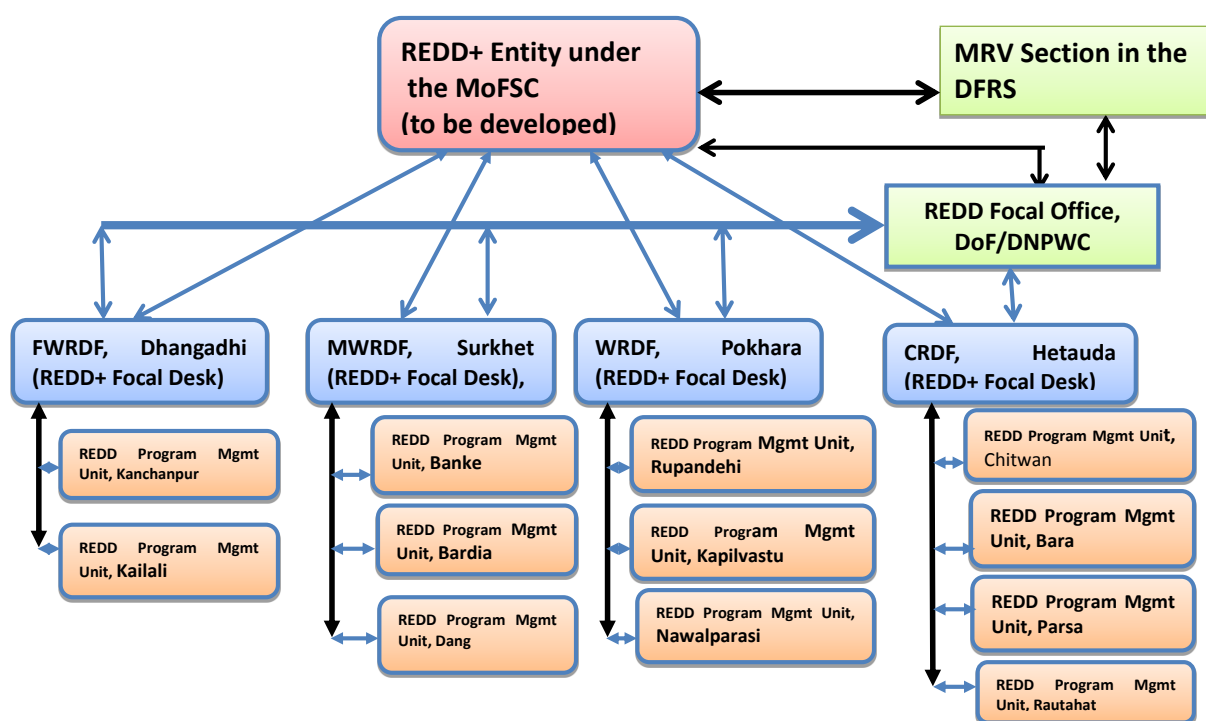 REDD+ Entity under
the MoFSC
(to be developed)
MRV Section in the
DFRS
REDD Focal Office,
DoF/DNPWC
FWRDF, Dhangadhi
(REDD+ Focal Desk)
MWRDF, Surkhet
(REDD+ Focal Desk),
WRDF, Pokhara
(REDD+ Focal Desk)
CRDF, Hetauda
(REDD+ Focal Desk)
REDD Program Mgmt
Unit, Kanchanpur
REDD Program Mgmt
Unit, Kailali
REDD Program Mgmt
Unit, Banke
REDD Program Mgmt
Unit, Bardia
REDD Program Mgmt
Unit, Dang
REDD Program Mgmt Unit,
Rupandehi
REDD Program Mgmt
Unit, Kapilvastu
REDD Program Mgmt Unit,
Nawalparasi
REDD Program Mgmt Unit,
Chitwan
REDD Program Mgmt
Unit, Bara
REDD Program Mgmt
Unit, Parsa
REDD Program Mgmt
Unit, Rautahat